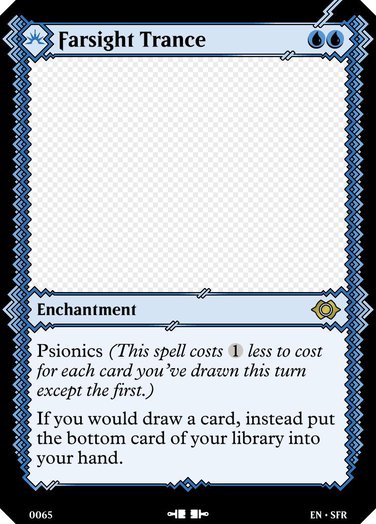 Farsight Trance
Enchantment
Psionics (This spell costs 1 less to cost
for each card you've drawn this turn
except the first.)
If you would draw a card, instead put
the bottom card of your library into
your hand.
0065
EN • SFR